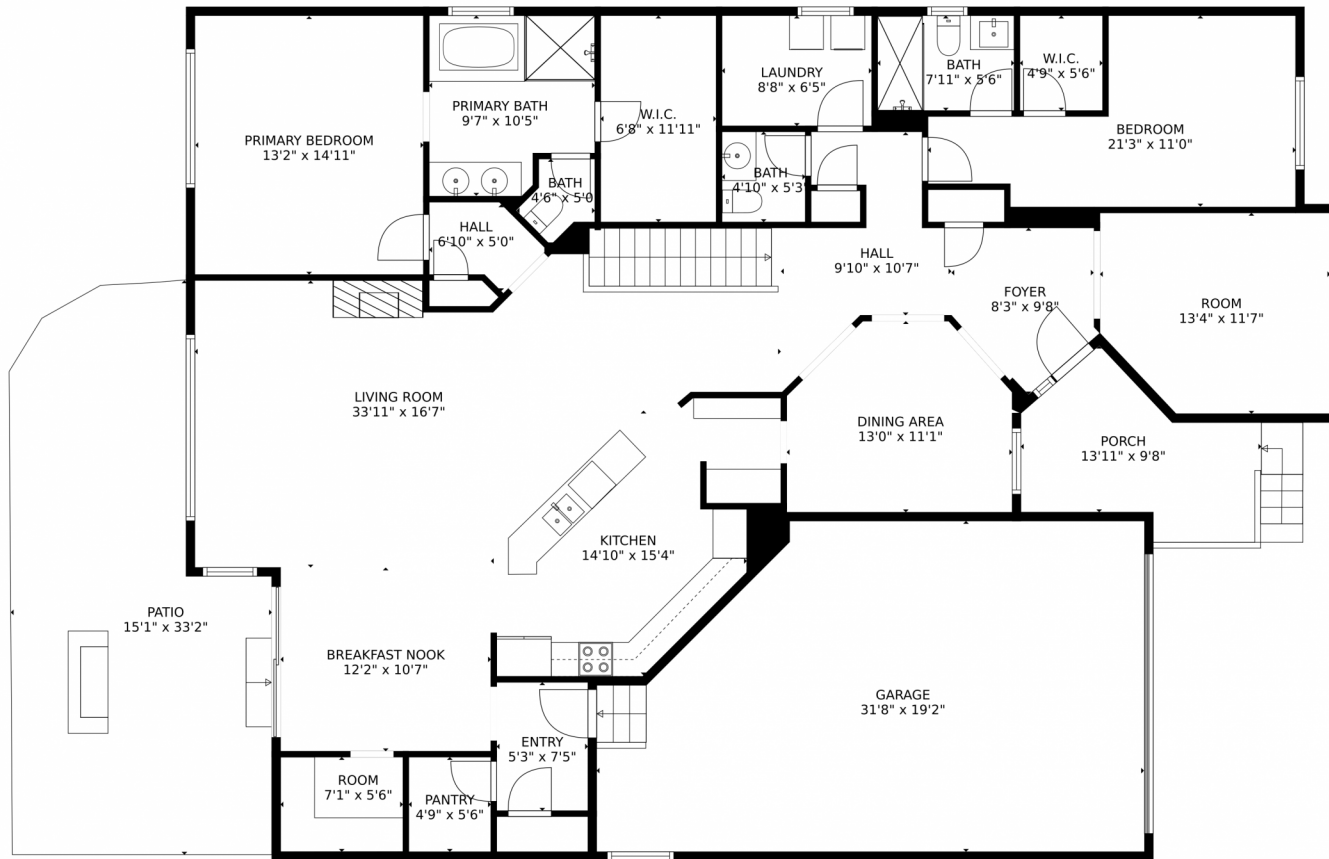 PRIMARY BEDROOM
13'2" x 14'11"
PRIMARY BATH
9'7" x 10'5"
W.I.C.
6'8" x 11'11"
LAUNDRY
8'8" x 6'5"
BATH
7'11" x 5'6"
W.I.C.
4'9" x 5'6"
BEDROOM
21'3" x 11'0"
BATH
4'6" x 5'0
BATH
4'10" x 5'3"
HALL
6'10" x 5'0"
HALL
9'10" x 10'7"
FOYER
8'3" x 9'8"
ROOM
13'4" x 11'7"
LIVING ROOM
33'11" x 16'7"
DINING AREA
13'0" x 11'1"
PORCH
13'11" x 9'8"
KITCHEN
14'10" x 15'4"
PATIO
15'1" x 33'2"
BREAKFAST NOOK
12'2" x 10'7"
GARAGE
31'8" x 19'2"
ENTRY
5'3" x 7'5"
ROOM
7'1" x 5'6"
PANTRY
4'9" x 5'6"